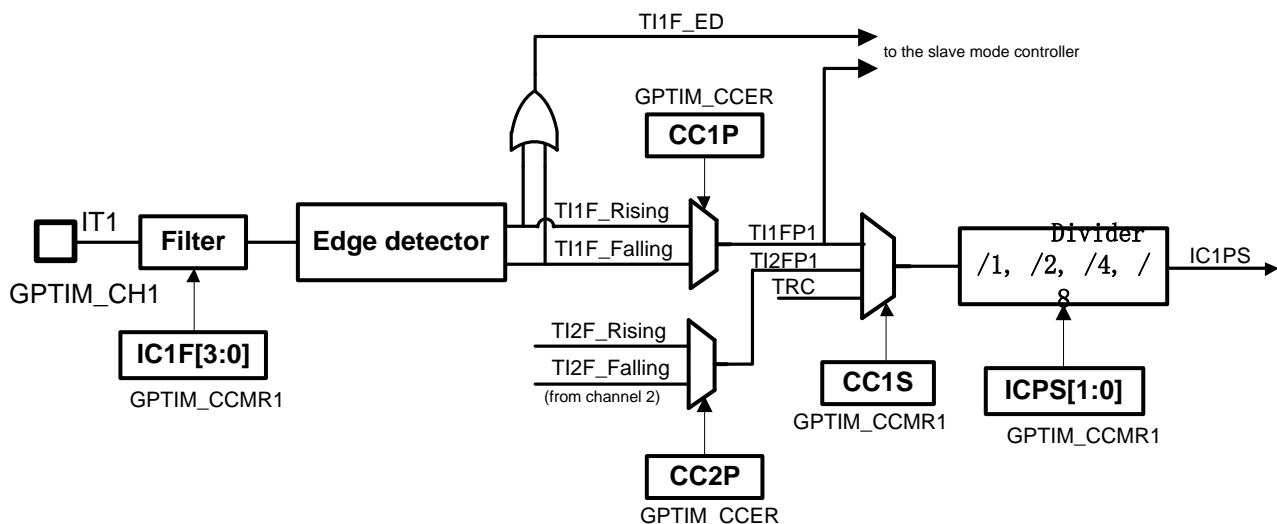 TI1F_ED
to the slave mode controller
GPTIM_CCER
CC1P
IT1
Filter
Edge detector
TI1F_Rising
TI1F_Falling
TI1FP1
TI2FP1
TRC
Divider
/1, /2, /4, /
8
IC1PS
GPTIM_CH1
IC1F[3:0]
GPTIM_CCMR1
TI2F_Rising
TI2F_Falling
(from channel 2)
CC1S
GPTIM_CCMR1
ICPS[1:0]
GPTIM_CCMR1
CC2P
GPTIM_CCER